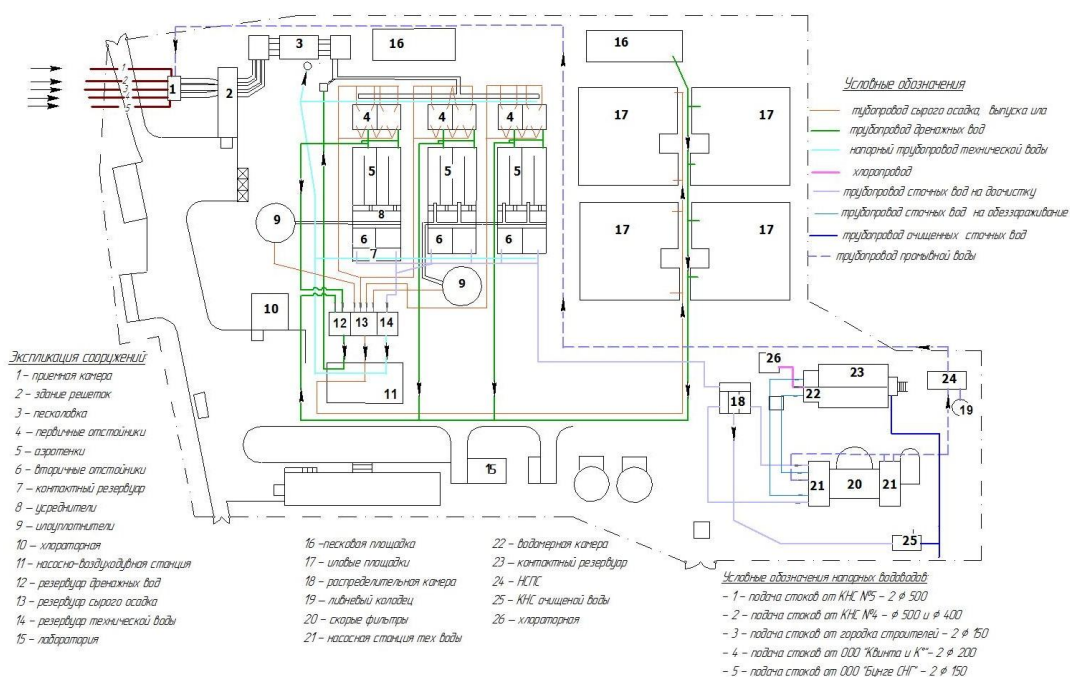 1
2
3
4
5
1
2
3
16
16
4
4
4
5
5
5
8
6
6
6
7
9
9
10
12
13
14
11
17
17
17
17
15
18
26
22
23
24
19
21
20
21
25
Условные обозначения
тубопровод сырого осадка, выпуска ила
трубопровод дренажных вод
напорный трубопровод технической воды
хлоропровод
трубопровод сточных вод на доочистку
трубопровод сточных вод на обеззараживание
трубопровод очищенных сточных вод
трубопровод промывной воды
Экспликация сооружений
1 - приемная камера
2 - здание решеток
3 - песколовка
4 - первичные отстойники
5 - аэротенки
6 - вторичные отстойники
7 - контактный резервуар
8 - усреднители
9 - илоуплотнители
10 - хлораторная
11 - насосно-воздуходувная станция
12 - резервуар дренажных вод
13 - резервуар сырого осадка
14 - резервуар технической воды
15 - лаборатория
16 -песковая площадка
17 - иловые площадки
18 - распределительная камера
19 - ливневый колодец
20 - скорые фильтры
21 - насосная станция тех воды
22 - водомерная камера
23 - контактный резервуар
24 - НСПС
25 - КНС очищеной воды
26 - хлораторная
Условные обозначения напорных водоводов
- 1 - подача стоков от КНС №5 - 2 ф 500
- 2 - подача стоков от КНС №4 - ф 500 и ф 400
- 3 - подача стоков от городка строителей - 2 ф 150
- 4 - подача стоков от ООО "Квинта и К°"- 2 ф 200
- 5 - подача стоков от ООО "Бунге СНГ" - 2 ф 150